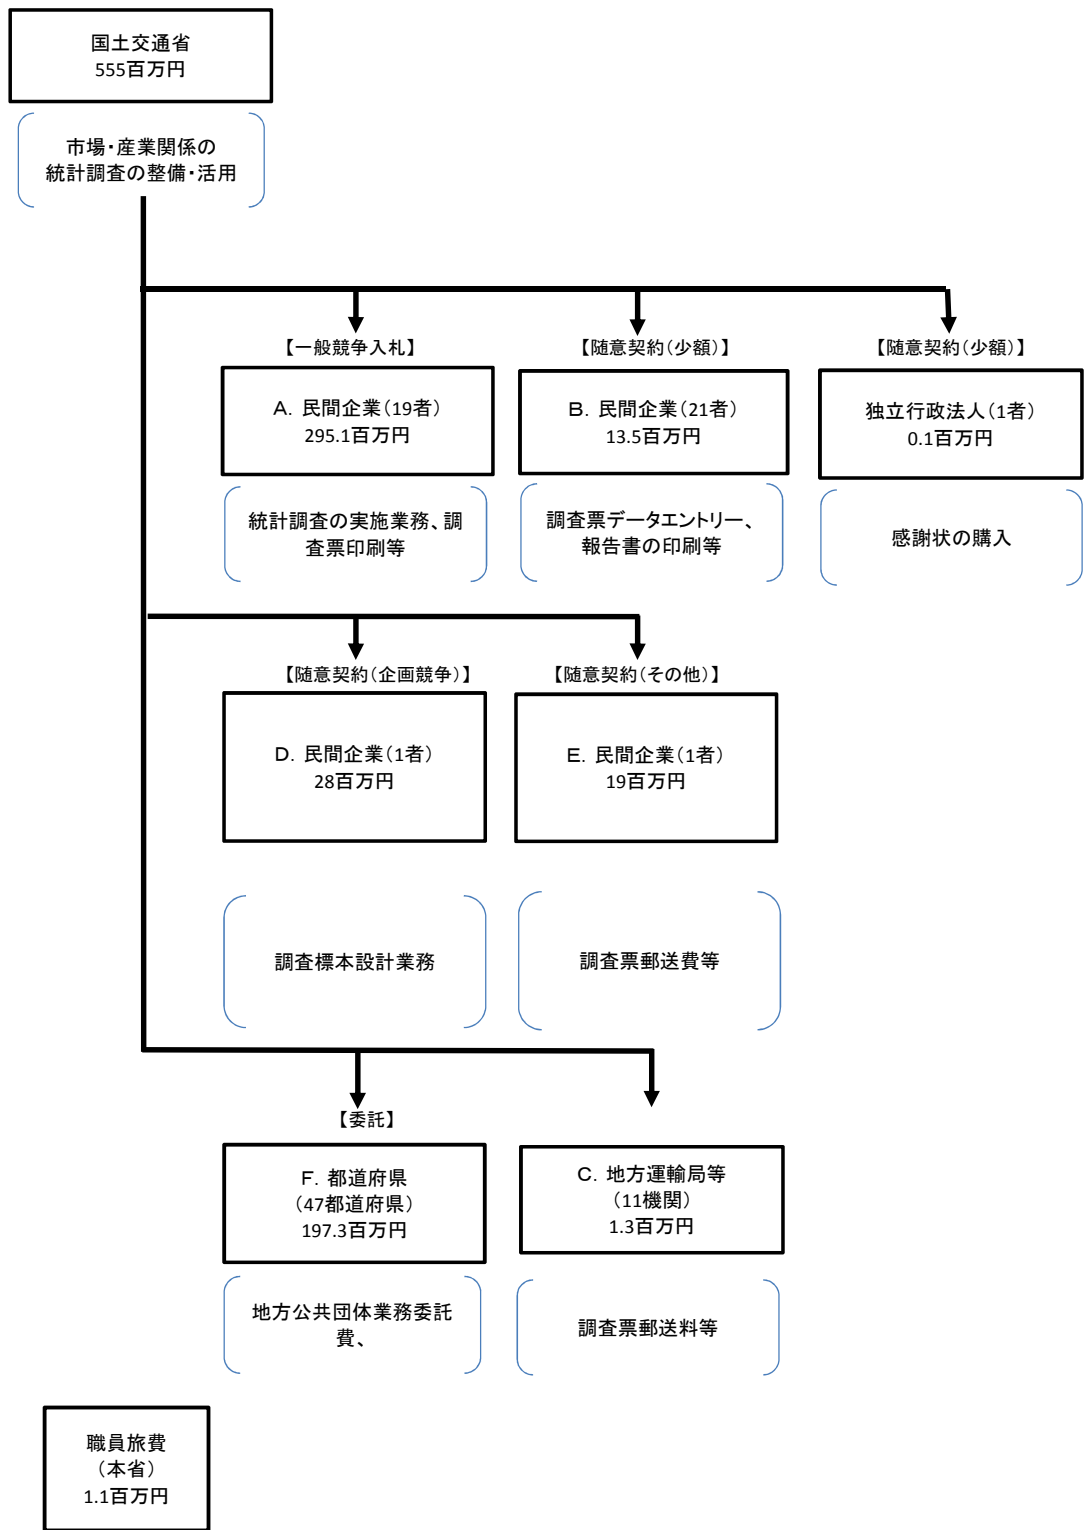 国土交通省
555百万円
市場・産業関係の
統計調査の整備・活用
【一般競争入札】
A. 民間企業(19者)
295.1百万円
統計調査の実施業務、調
査票印刷等
【随意契約(少額)】
B. 民間企業(21者)
13.5百万円
調査票データエントリー、
報告書の印刷等
【随意契約(少額)】
独立行政法人(1者)
0.1百万円
感謝状の購入
【随意契約(企画競争)】
D. 民間企業(1者)
28百万円
調査標本設計業務
【随意契約(その他)】
E. 民間企業(1者)
19百万円
調査票郵送費等
【委託】
F. 都道府県
(47都道府県)
197.3百万円
地方公共団体業務委託
費、
C. 地方運輸局等
(11機関)
1.3百万円
調査票郵送料等
職員旅費
(本省)
1.1百万円